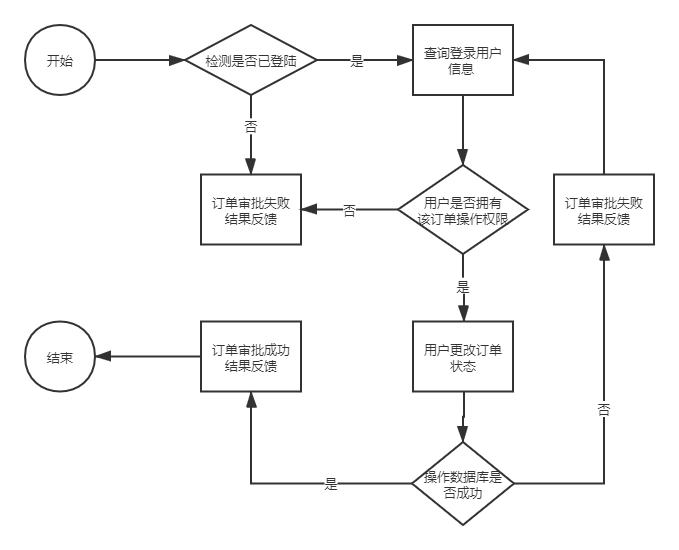 开始
检测是否已登陆
是
查询登录用户
信息
否
订单审批失败
结果反馈
否
用户是否拥有
该订单操作权限
订单审批失败
结果反馈
是
结束
订单审批成功
结果反馈
用户更改订单
状态
否
是
操作数据库是
否成功